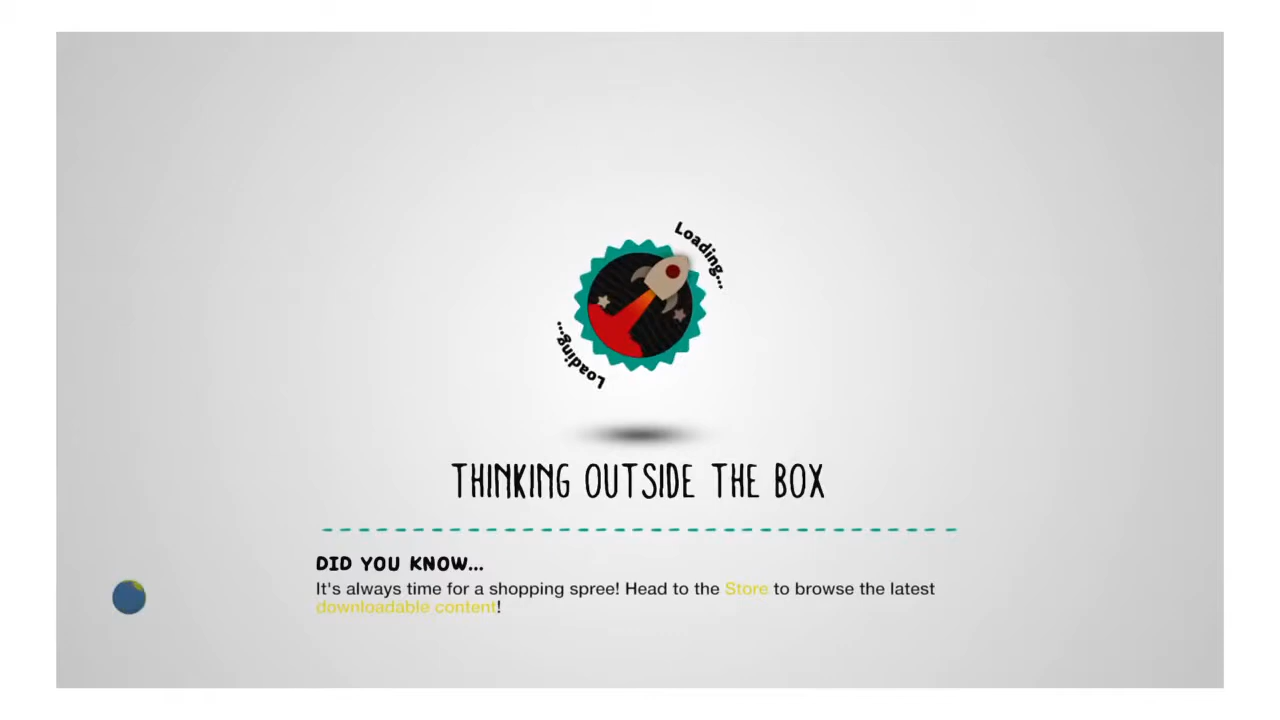 Loading...
Loading...
THINKING OUTSIDE THE BOX
DID YOU KNOW...
It's always time for a shopping spree! Head to the Store to browse the latest
downloadable content!